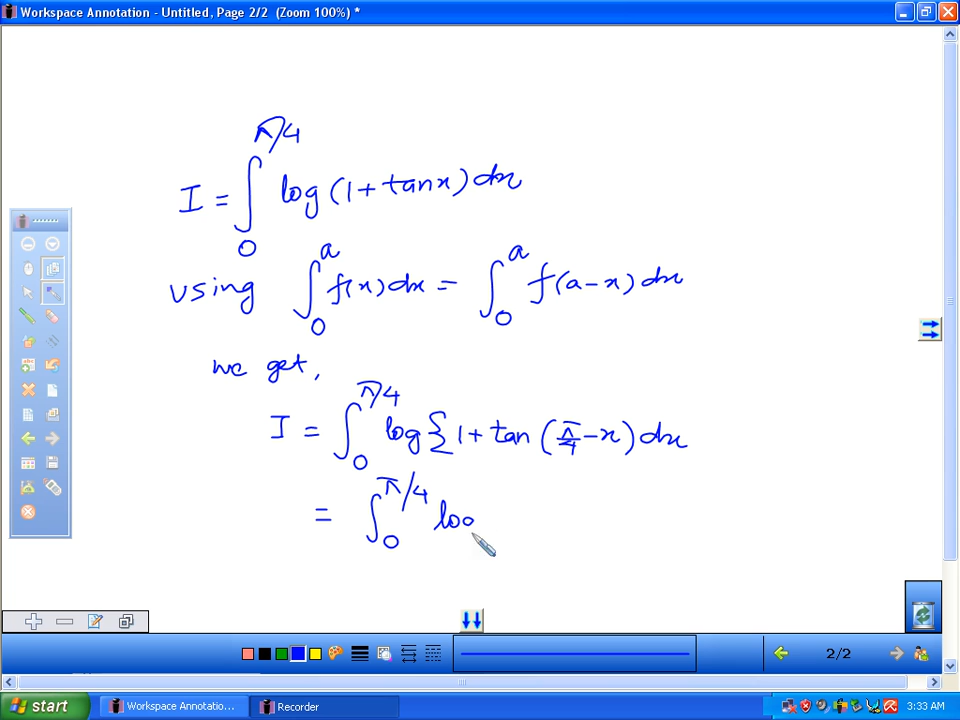 Workspace Annotation - Untitled, Page 2/2 (Zoom 100%) *
I = ∫₀^π/4 log (1 + tan x) dx
using ∫₀^a f(x) dx = ∫₀^a f(a - x) dx
we get,
I = ∫₀^π/4 log { 1 + tan (π/4 - x) dx
= ∫₀^π/4 loo
2/2
start
Workspace Annotatio...
Recorder
3:33 AM